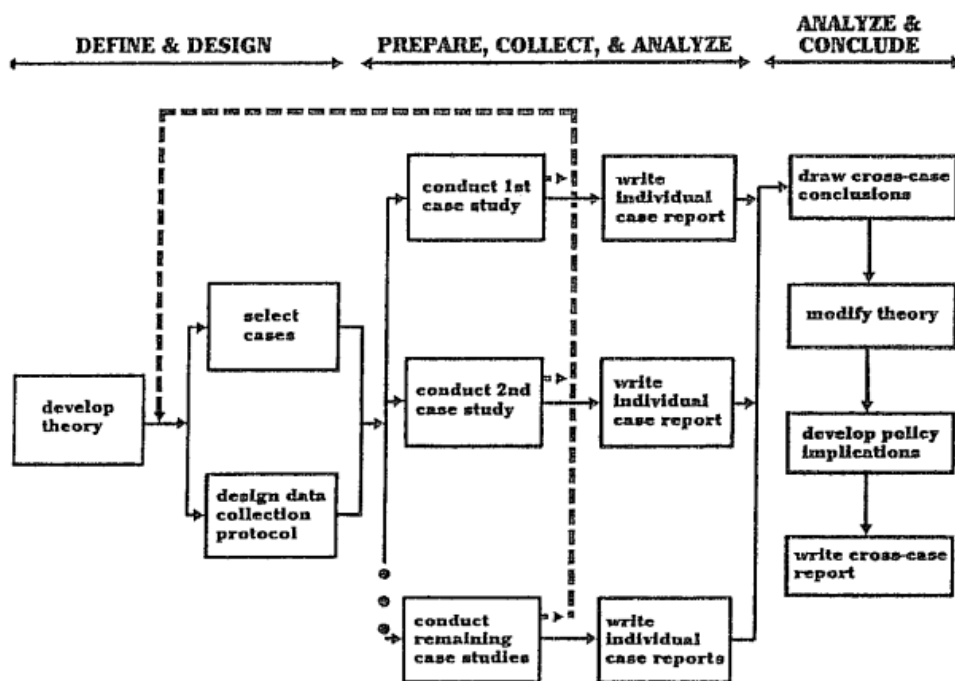 DEFINE & DESIGN
PREPARE, COLLECT, & ANALYZE
ANALYZE &
CONCLUDE
conduct 1st
case study
write
individual
case report
draw cross-case
conclusions
select
cases
modify theory
develop
theory
conduct 2nd
case study
write
individual
case report
develop policy
implications
design data
collection
protocol
write cross-case
report
conduct
remaining
case studies
write
individual
case reports